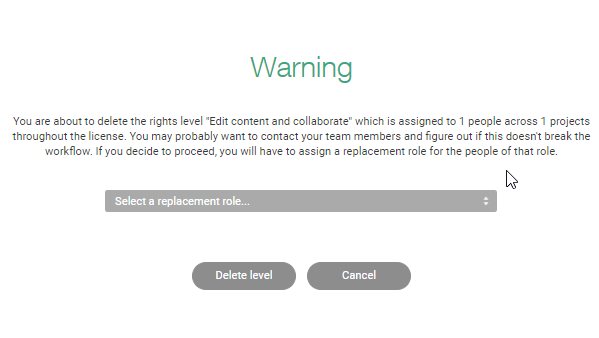 Warning
You are about to delete the rights level "Edit content and collaborate" which is assigned to 1 people across 1 projects
throughout the license. You may probably want to contact your team members and figure out if this doesn't break the
workflow. If you decide to proceed, you will have to assign a replacement role for the people of that role.
Select a replacement role...
Delete level
Cancel